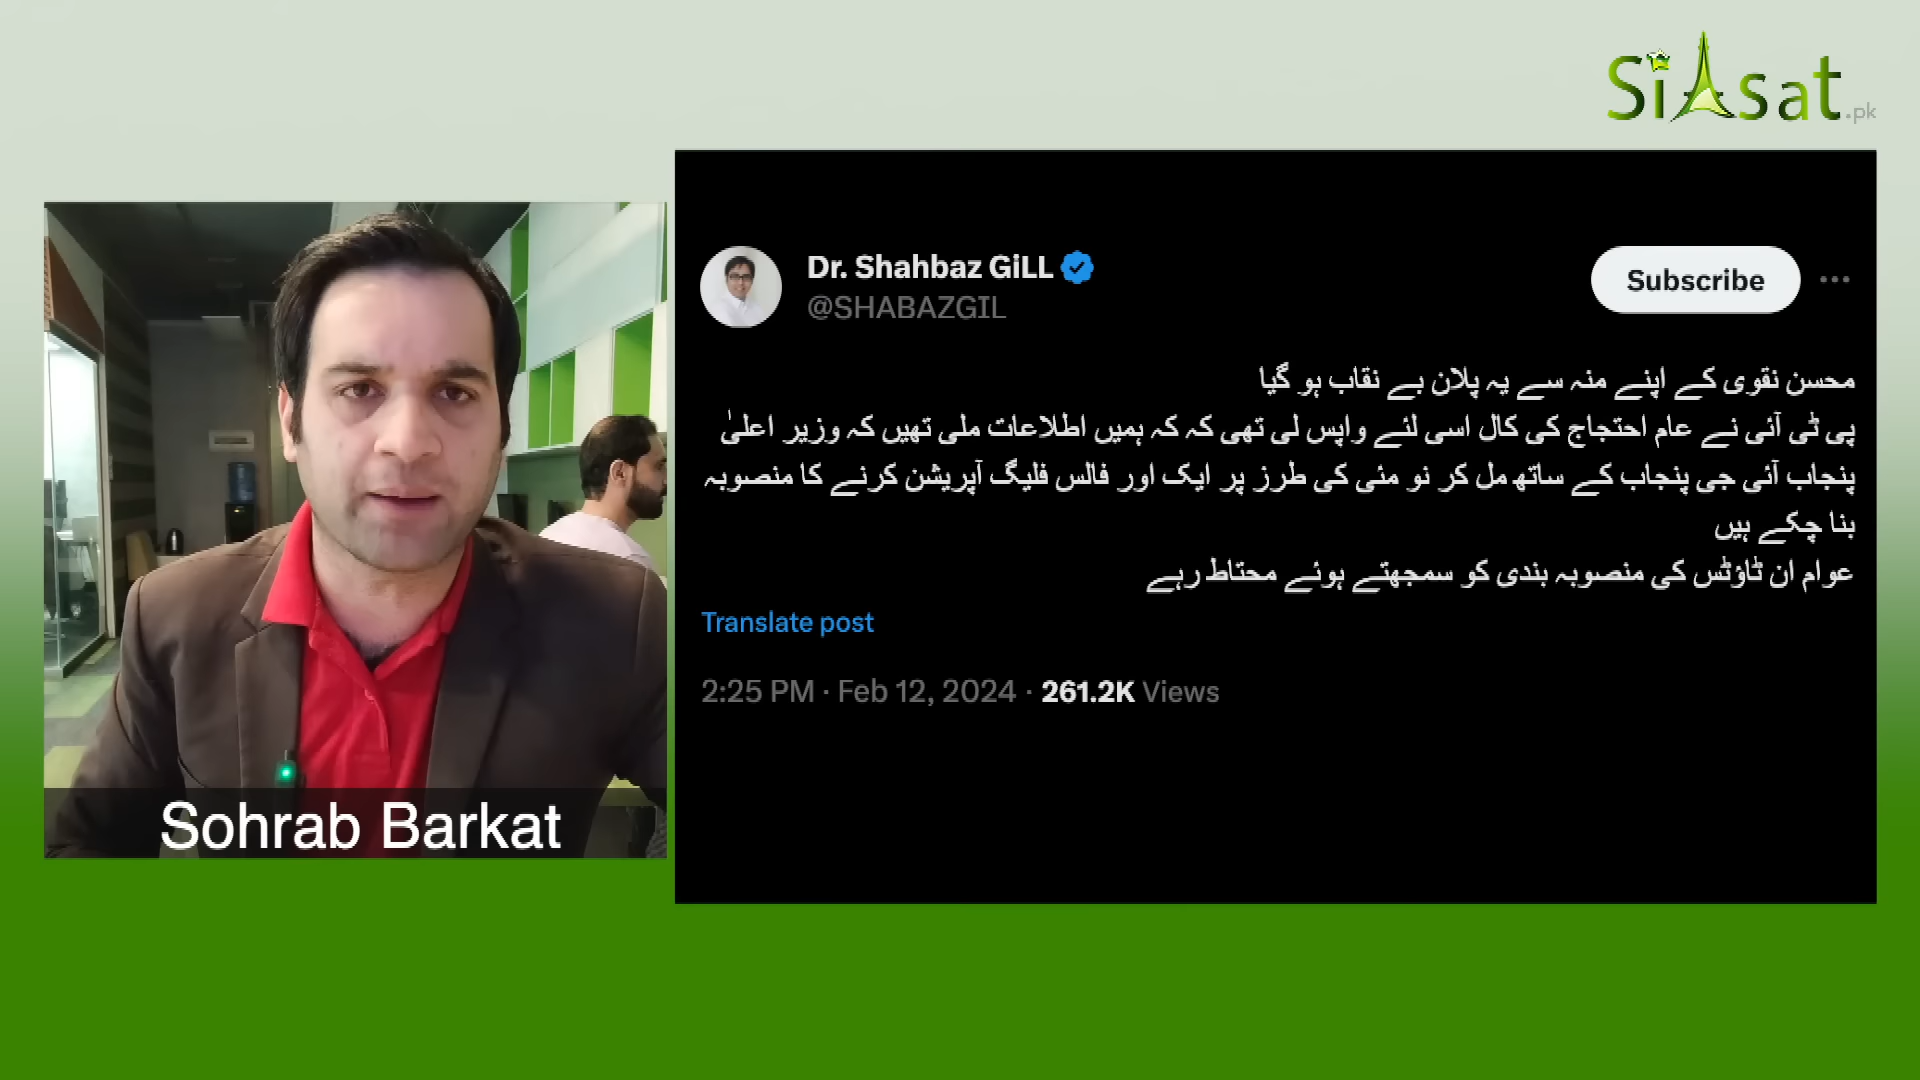 SiAsat.pk
Dr. Shahbaz GiLL
@SHABAZGIL
Subscribe
محسن نقوی کے اپنے منہ سے یہ پلان بے نقاب ہو گیا
پی ٹی آئی نے عام احتجاج کی کال اسی لئے واپس لی تھی کہ کہ ہمیں اطلاعات ملی تھیں کہ وزیر اعلیٰ
پنجاب آئی جی پنجاب کے ساتھ مل کر نو مئی کی طرز پر ایک اور فالس فلیگ آپریشن کرنے کا منصوبہ
بنا چکے ہیں
عوام ان ٹاؤٹس کی منصوبہ بندی کو سمجھتے ہوئے محتاط رہے
Translate post
2:25 PM · Feb 12, 2024 · 261.2K Views
Sohrab Barkat